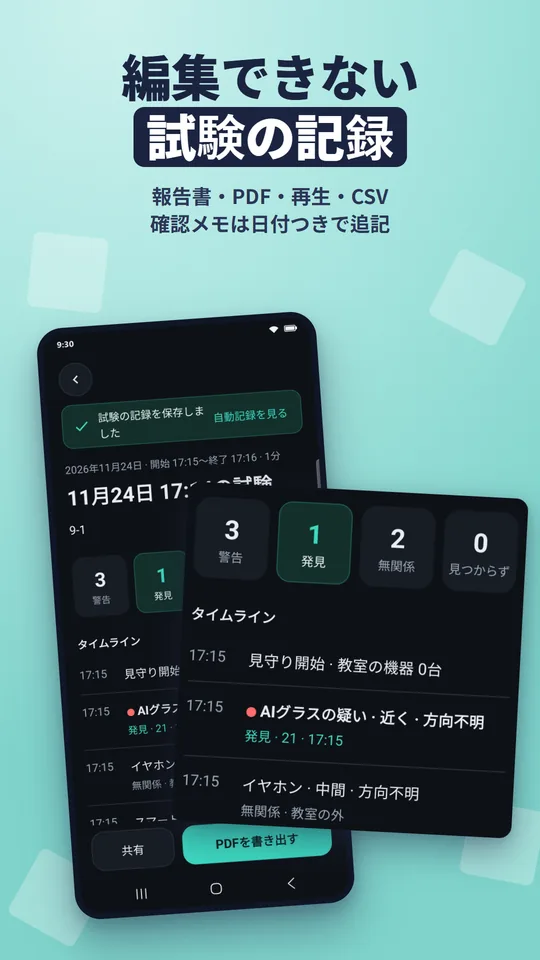 編集できない
試験の記録
報告書・PDF・再生・CSV
確認メモは日付つきで追記
9:30
試験の記録を保存しま
した
自動記録を見る
2026年11月24日 · 開始 17:15〜終了 17:16 · 1分
11月24日 17:
の試験
9-1
3
警告
1
発見
タイムライン
17:15 見守り開始
17:15 AIグラス
発見 · 21 ·
17:15 イヤホン
無関係 ·
17:15 スマート
共有
PDFを書き出す
3
警告
1
発見
2
無関係
0
見つからず
タイムライン
17:15 見守り開始 · 教室の機器 0台
17:15 AIグラスの疑い · 近く · 方向不明
発見 · 21 · 17:15
17:15 イヤホン · 中間 · 方向不明
無関係 · 教室の外